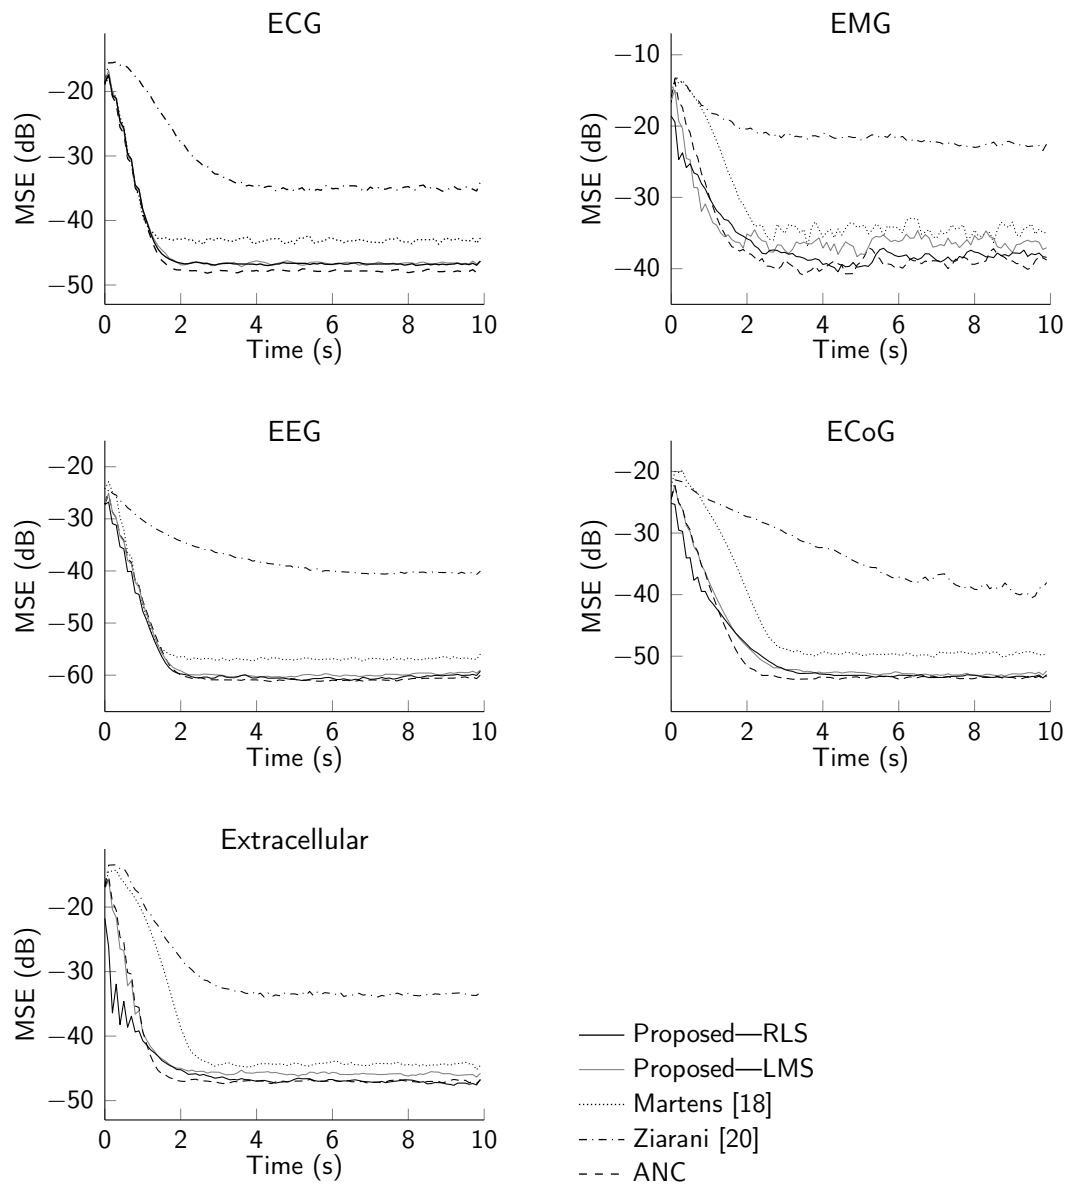 ECG
−20
−30
−40
−50
MSE (dB)
0 2 4 6 8 10
Time (s)
EMG
−10
−20
−30
−40
MSE (dB)
0 2 4 6 8 10
Time (s)
EEG
−20
−30
−40
−50
−60
MSE (dB)
0 2 4 6 8 10
Time (s)
ECoG
−20
−30
−40
−50
MSE (dB)
0 2 4 6 8 10
Time (s)
Extracellular
−20
−30
−40
−50
MSE (dB)
0 2 4 6 8 10
Time (s)
Proposed—RLS
Proposed—LMS
Martens [18]
Ziarani [20]
ANC